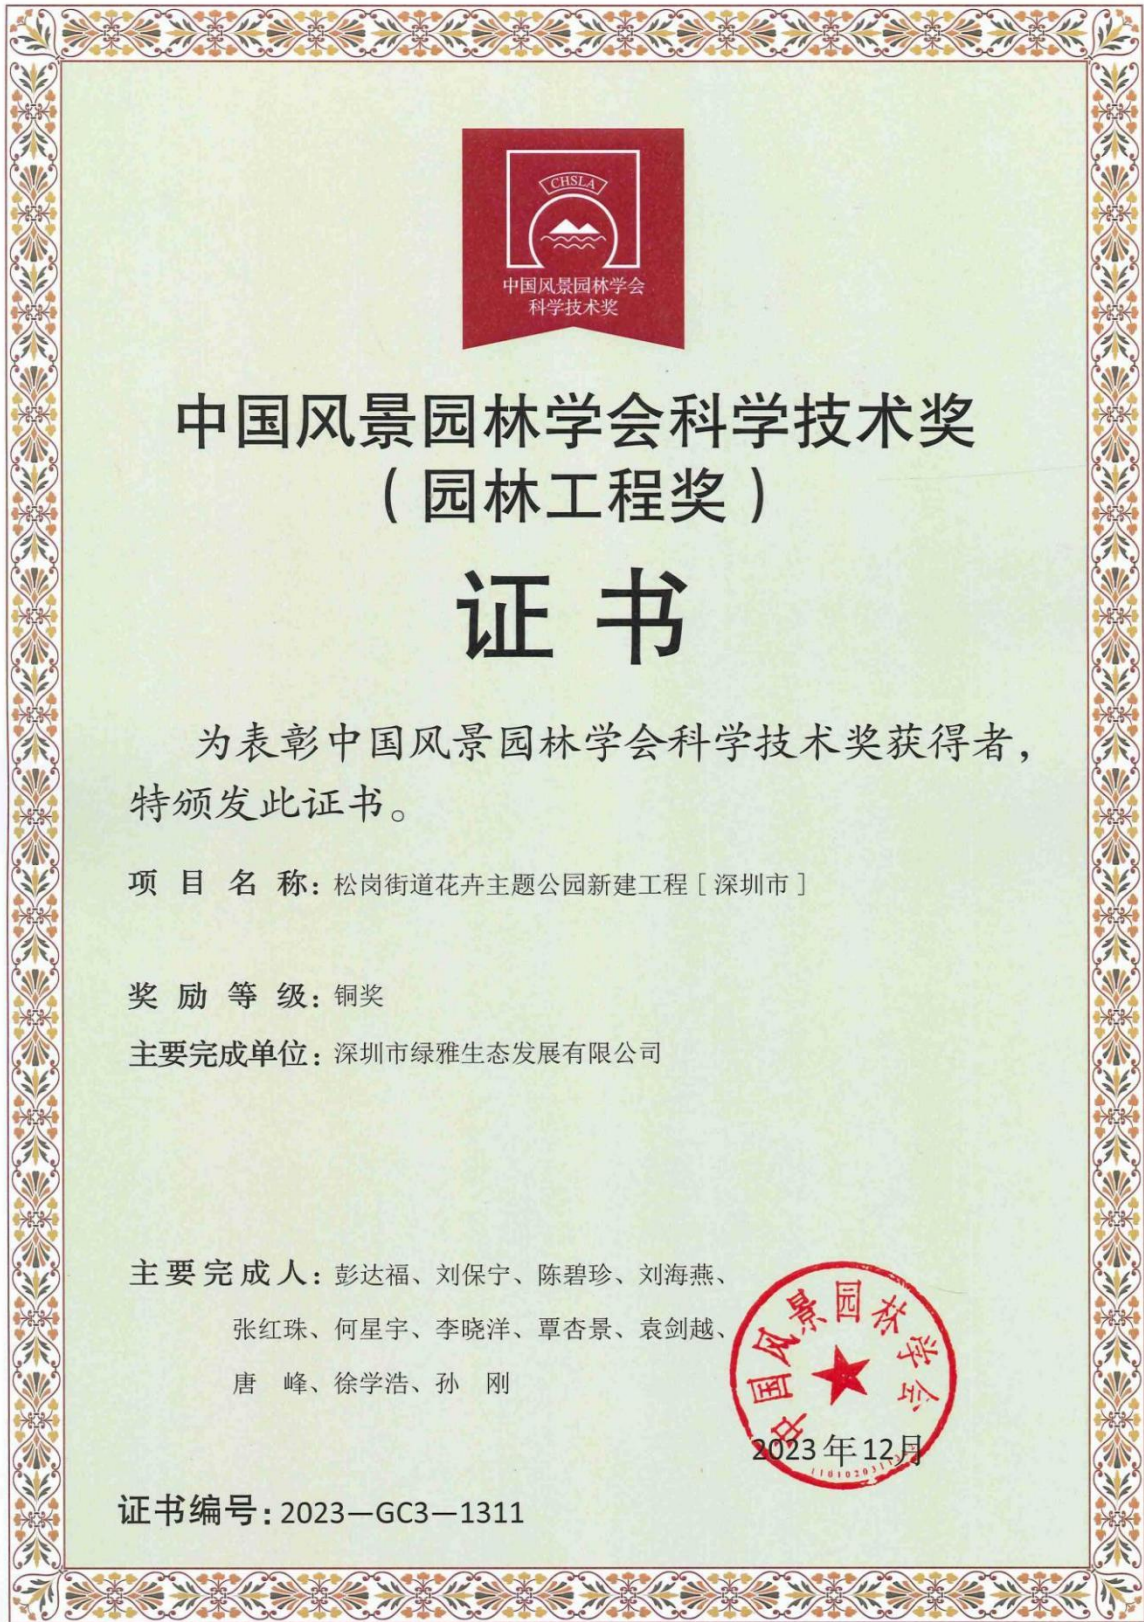 CHSLA
中国风景园林学会
科学技术奖
中国风景园林学会科学技术奖
（园林工程奖）
证书
为表彰中国风景园林学会科学技术奖获得者，
特颁发此证书。
项目名称：松岗街道花卉主题公园新建工程［深圳市］
奖励等级：铜奖
主要完成单位：深圳市绿雅生态发展有限公司
主要完成人：彭达福、刘保宁、陈碧珍、刘海燕、
张红珠、何星宇、李晓洋、覃杏景、袁剑越、
唐　峰、徐学浩、孙　刚
中国风景园林学会
2023年12月
证书编号：2023—GC3—1311